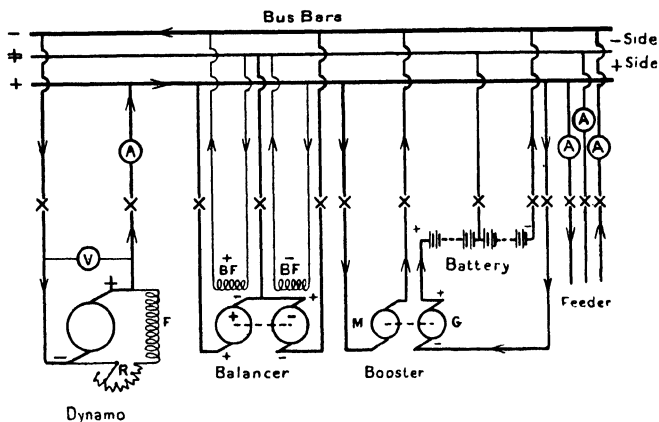 Bus Bars
−
− Side
±
+ Side
+
A
A
A
A
V
+
BF
−
BF
+
−
+
−
Battery
Feeder
+
F
−
R
−
+
+
−
+
−
M
G
+
−
Balancer
Booster
Dynamo